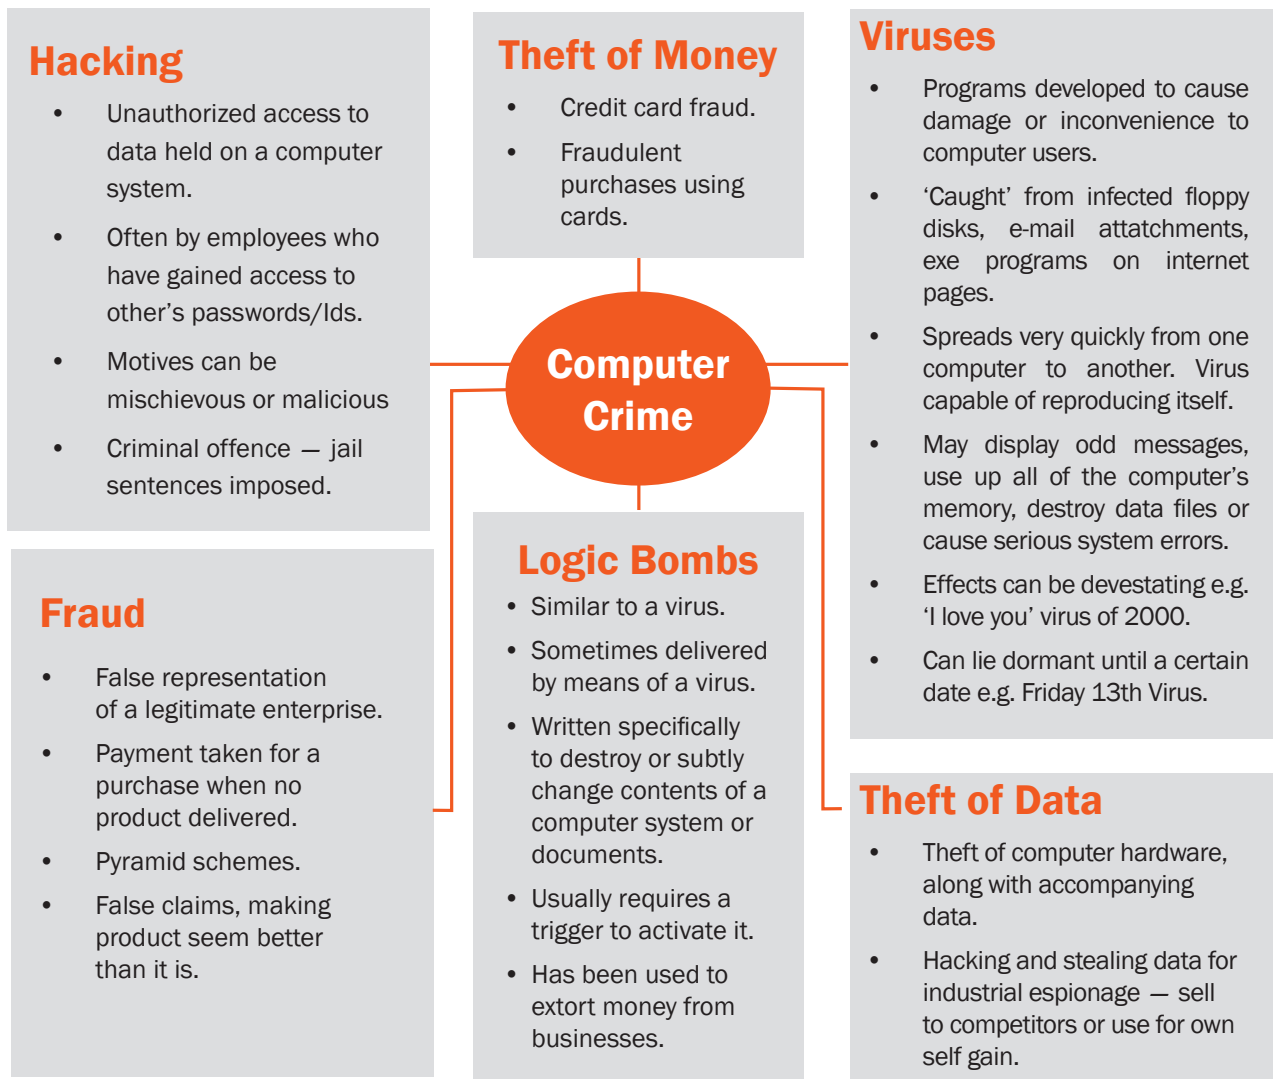 Hacking
• Unauthorized access to
data held on a computer
system.
• Often by employees who
have gained access to
other's passwords/Ids.
• Motives can be
mischievous or malicious
• Criminal offence — jail
sentences imposed.
Theft of Money
• Credit card fraud.
• Fraudulent
purchases using
cards.
Viruses
• Programs developed to cause
damage or inconvenience to
computer users.
• ‘Caught’ from infected floppy
disks, e-mail attatchments,
exe programs on internet
pages.
• Spreads very quickly from one
computer to another. Virus
capable of reproducing itself.
• May display odd messages,
use up all of the computer's
memory, destroy data files or
cause serious system errors.
• Effects can be devestating e.g.
‘I love you’ virus of 2000.
• Can lie dormant until a certain
date e.g. Friday 13th Virus.
Computer
Crime
Fraud
• False representation
of a legitimate enterprise.
• Payment taken for a
purchase when no
product delivered.
• Pyramid schemes.
• False claims, making
product seem better
than it is.
Logic Bombs
• Similar to a virus.
• Sometimes delivered
by means of a virus.
• Written specifically
to destroy or subtly
change contents of a
computer system or
documents.
• Usually requires a
trigger to activate it.
• Has been used to
extort money from
businesses.
Theft of Data
• Theft of computer hardware,
along with accompanying
data.
• Hacking and stealing data for
industrial espionage — sell
to competitors or use for own
self gain.